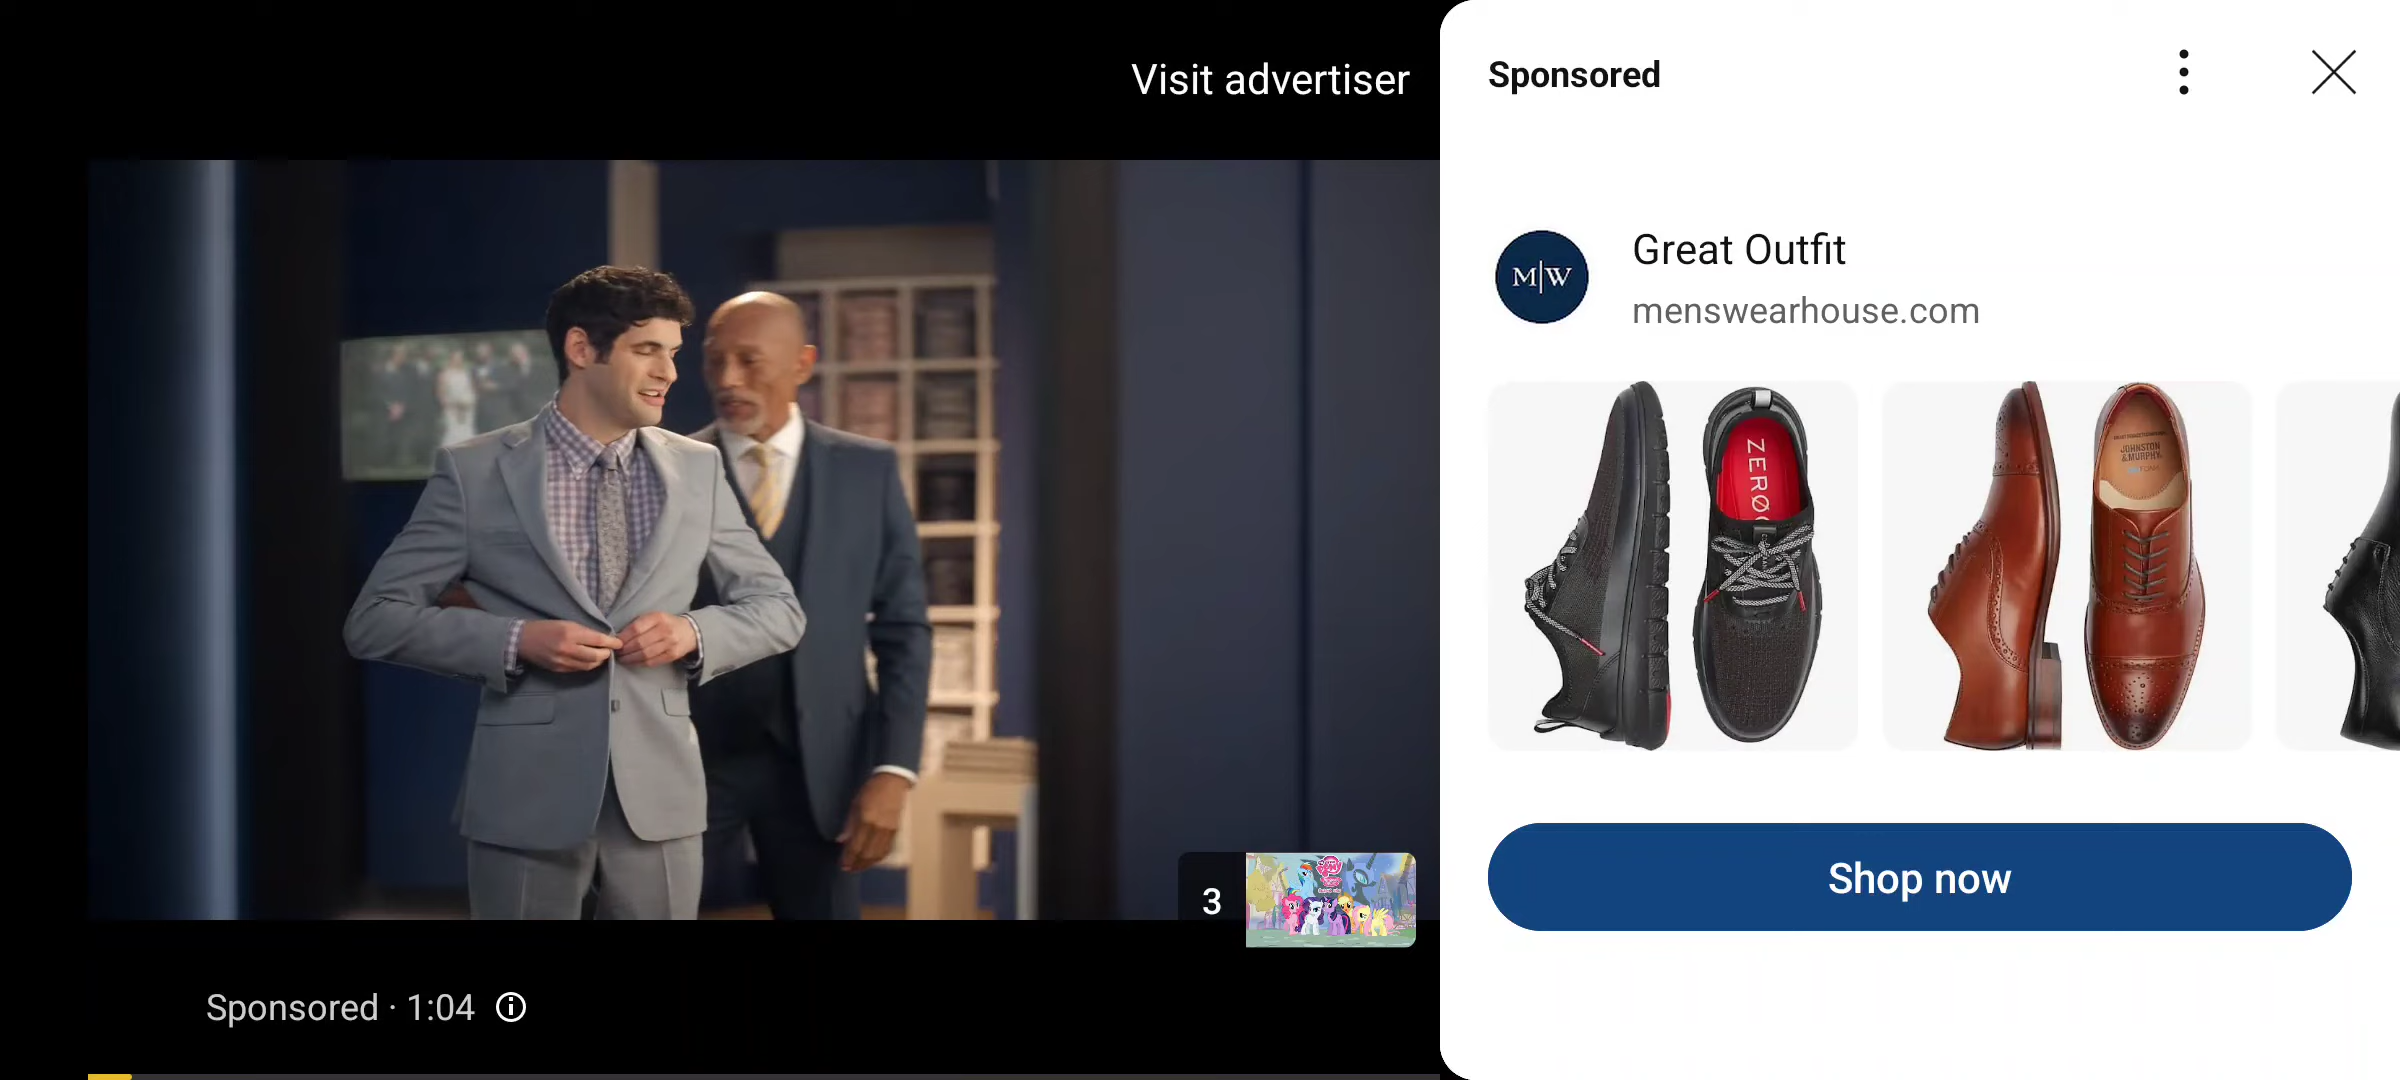 Visit advertiser
3
Sponsored · 1:04
Sponsored
M|W
Great Outfit
menswearhouse.com
ZERØ
JOHNSTON
&MURPHY
Shop now